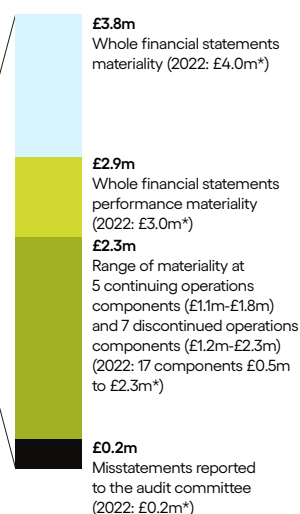 £3.8m
Whole financial statements
materiality (2022: £4.0m*)
£2.9m
Whole financial statements
performance materiality
(2022: £3.0m*)
£2.3m
Range of materiality at
5 continuing operations
components (£1.1m-£1.8m)
and 7 discontinued operations
components (£1.2m-£2.3m)
(2022: 17 components £0.5m
to £2.3m*)
£0.2m
Misstatements reported
to the audit committee
(2022: £0.2m*)